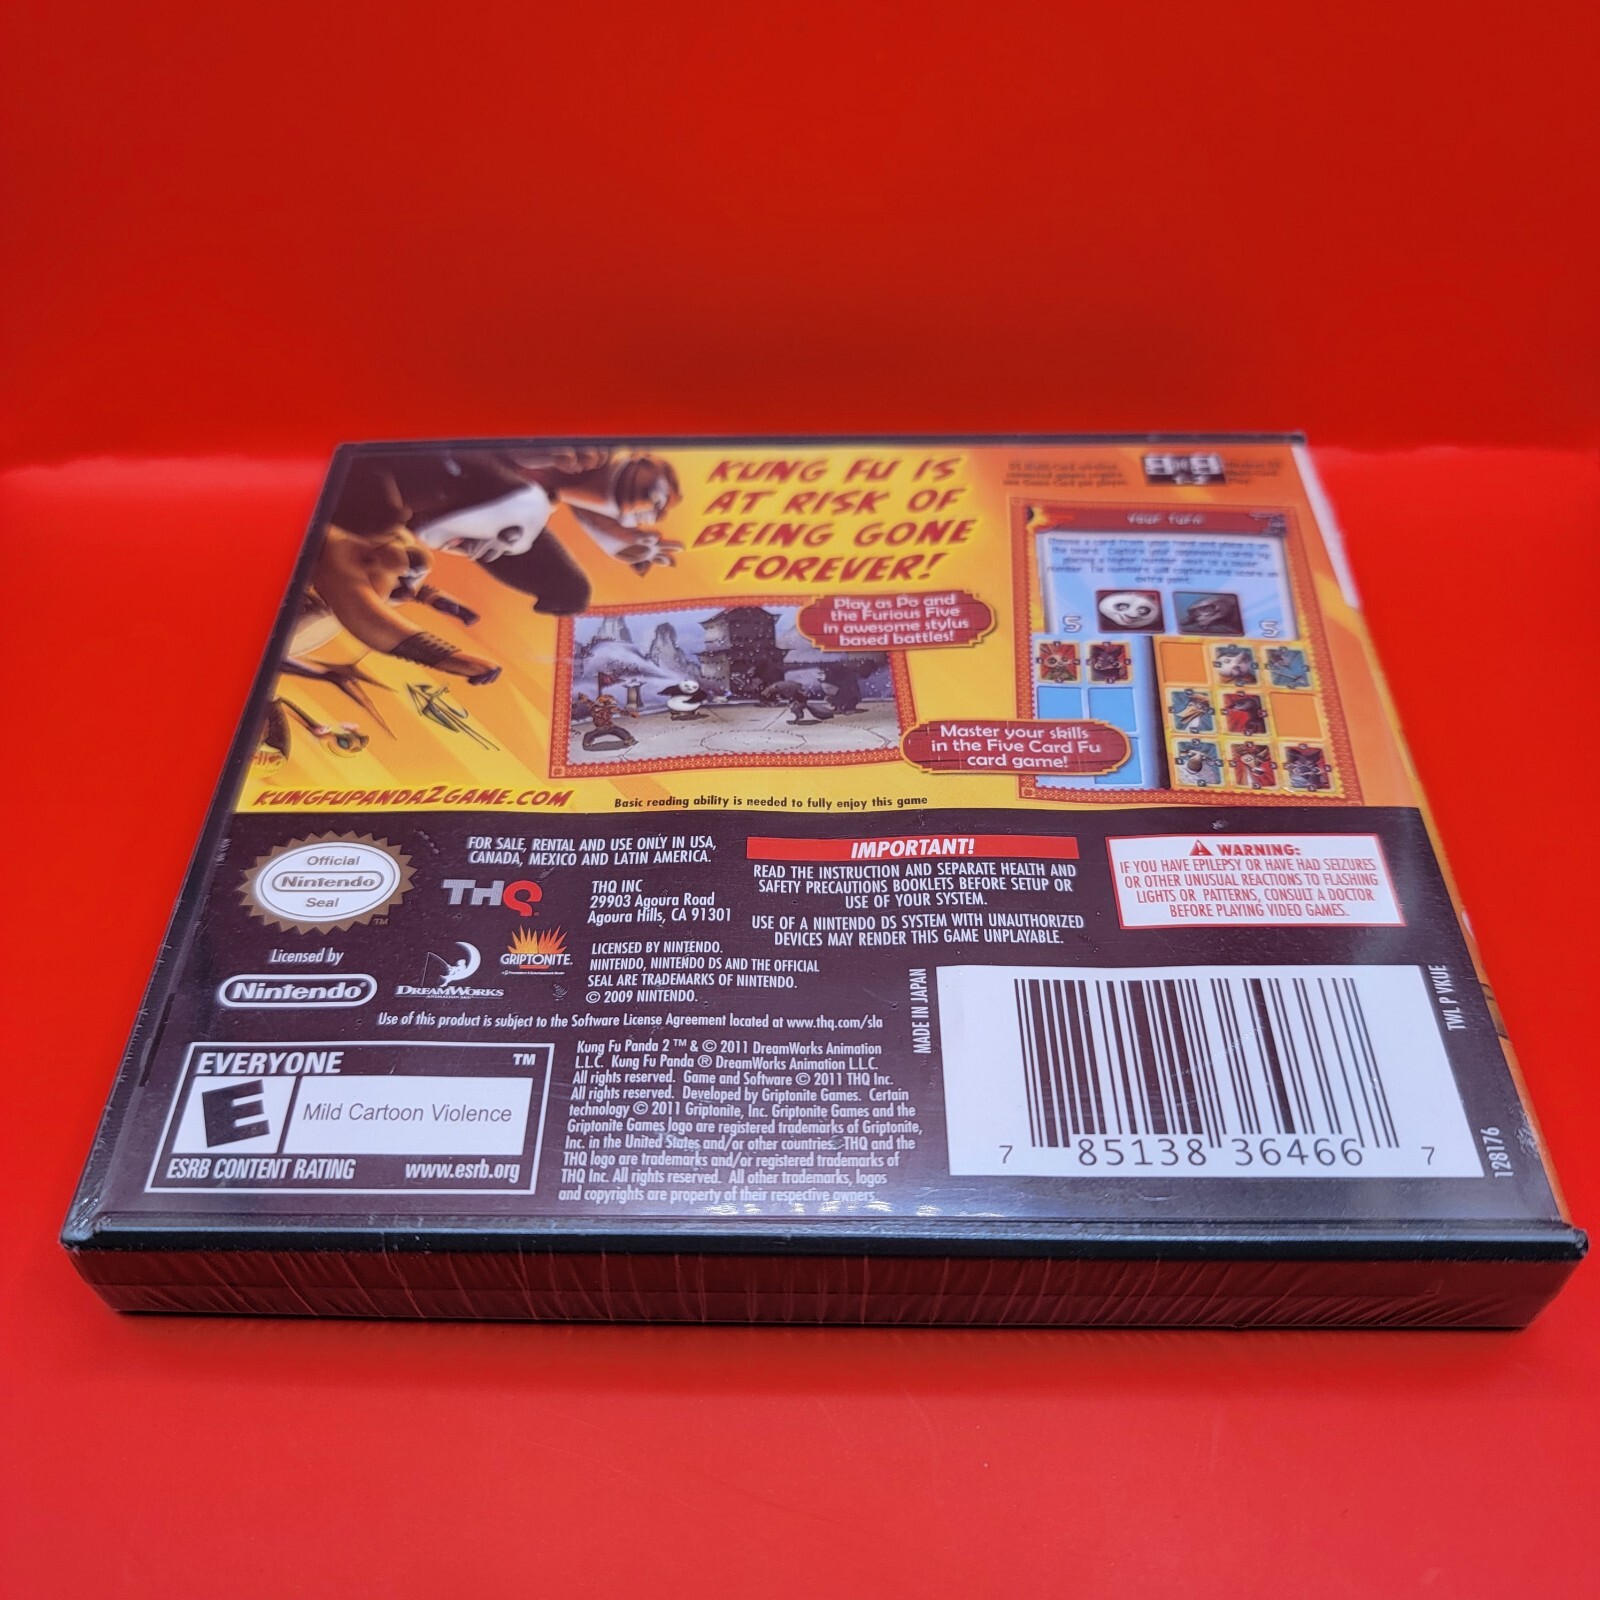 KUNG FU IS
AT RISK OF
BEING GONE
FOREVER!
Play as Po and
the Furious Five
in awesome stylus
based battles!
Your Turn
placing a higher number next to a lower
extra point.
5
5
Master your skills
in the Five Card Fu
card game!
KUNGFUPANDA2GAME.COM
Basic reading ability is needed to fully enjoy this game
Official
Nintendo
Seal
TM
FOR SALE, RENTAL AND USE ONLY IN USA,
CANADA, MEXICO AND LATIN AMERICA.
THQ
THQ INC
29903 Agoura Road
Agoura Hills, CA 91301
IMPORTANT!
READ THE INSTRUCTION AND SEPARATE HEALTH AND
SAFETY PRECAUTIONS BOOKLETS BEFORE SETUP OR
USE OF YOUR SYSTEM.
USE OF A NINTENDO DS SYSTEM WITH UNAUTHORIZED
DEVICES MAY RENDER THIS GAME UNPLAYABLE.
WARNING:
IF YOU HAVE EPILEPSY OR HAVE HAD SEIZURES
OR OTHER UNUSUAL REACTIONS TO FLASHING
LIGHTS OR PATTERNS, CONSULT A DOCTOR
BEFORE PLAYING VIDEO GAMES.
Licensed by
Nintendo®
DREAMWORKS
GRIPTONITE.
LICENSED BY NINTENDO.
NINTENDO, NINTENDO DS AND THE OFFICIAL
SEAL ARE TRADEMARKS OF NINTENDO.
© 2009 NINTENDO.
Use of this product is subject to the Software License Agreement located at www.thq.com/sla
EVERYONE TM
E
Mild Cartoon Violence
ESRB CONTENT RATING www.esrb.org
Kung Fu Panda 2 ™ & © 2011 DreamWorks Animation
L.L.C. Kung Fu Panda ® DreamWorks Animation L.L.C.
All rights reserved. Game and Software © 2011 THQ Inc.
All rights reserved. Developed by Griptonite Games. Certain
technology © 2011 Griptonite, Inc. Griptonite Games and the
Griptonite Games logo are registered trademarks of Griptonite,
Inc. in the United States and/or other countries. THQ and the
THQ logo are trademarks and/or registered trademarks of
THQ Inc. All rights reserved. All other trademarks, logos
and copyrights are property of their respective owners.
MADE IN JAPAN
7 85138 36466 7
TWL P VKUE
128176